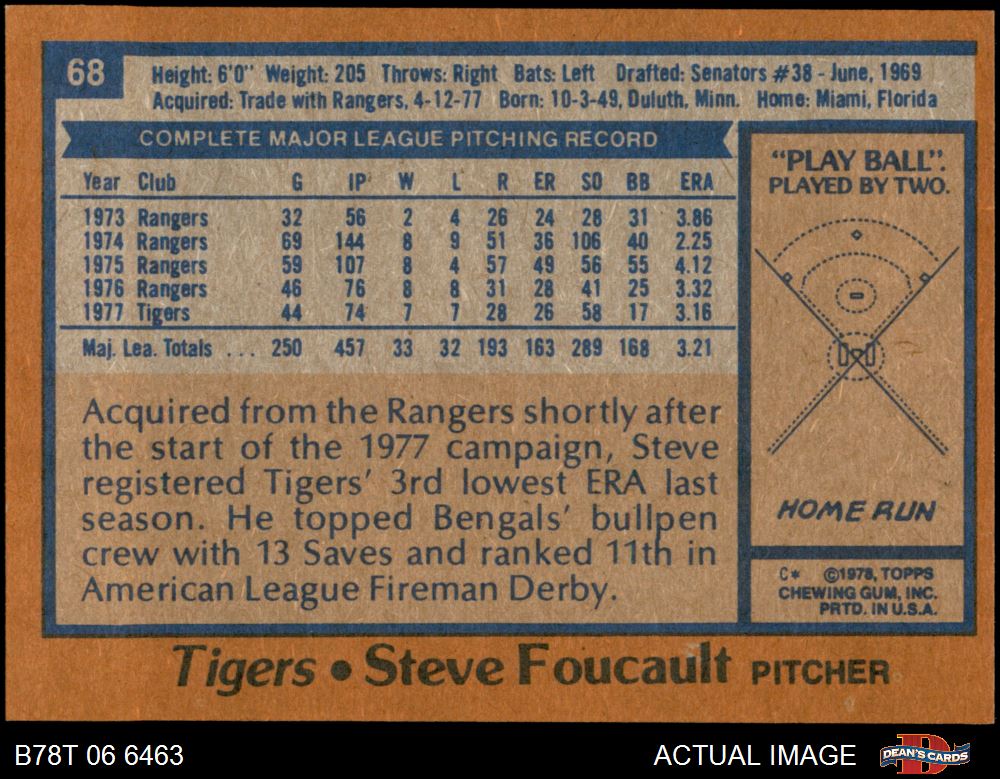 68
Height: 6'0" Weight: 205 Throws: Right Bats: Left Drafted: Senators #38 - June, 1969
Acquired: Trade with Rangers, 4-12-77 Born: 10-3-49, Duluth, Minn. Home: Miami, Florida
COMPLETE MAJOR LEAGUE PITCHING RECORD
Year Club G IP W L R ER SO BB ERA
1973 Rangers 32 56 2 4 26 24 28 31 3.86
1974 Rangers 69 144 8 9 51 36 106 40 2.25
1975 Rangers 59 107 8 4 57 49 56 55 4.12
1976 Rangers 46 76 8 8 31 28 41 25 3.32
1977 Tigers 44 74 7 7 28 26 58 17 3.16
Maj. Lea. Totals ... 250 457 33 32 193 163 289 168 3.21
Acquired from the Rangers shortly after
the start of the 1977 campaign, Steve
registered Tigers' 3rd lowest ERA last
season. He topped Bengals' bullpen
crew with 13 Saves and ranked 11th in
American League Fireman Derby.
"PLAY BALL".
PLAYED BY TWO.
HOME RUN
C* ©1978, TOPPS
CHEWING GUM, INC.
PRTD. IN U.S.A.
Tigers • Steve Foucault PITCHER
B78T 06 6463 ACTUAL IMAGE DEAN'S CARDS